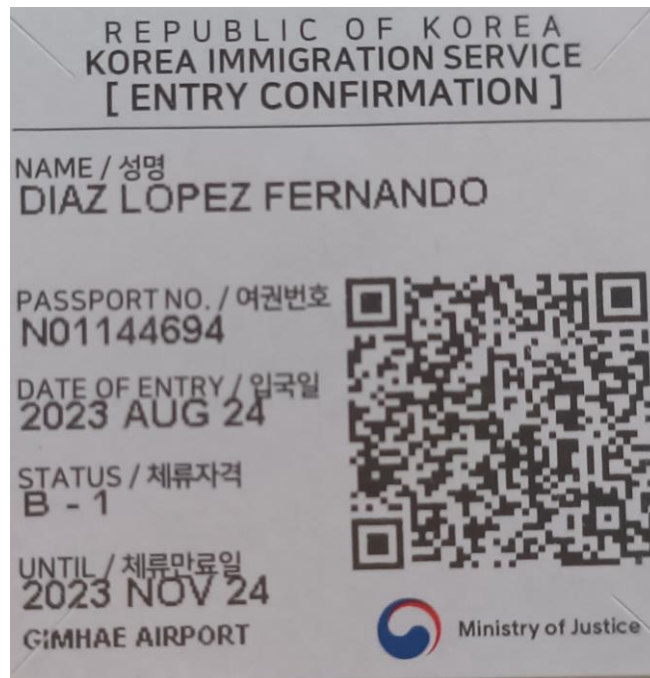 REPUBLIC OF KOREA
KOREA IMMIGRATION SERVICE
[ ENTRY CONFIRMATION ]
NAME / 성명
DIAZ LOPEZ FERNANDO
PASSPORT NO. / 여권번호
N01144694
DATE OF ENTRY / 입국일
2023 AUG 24
STATUS / 체류자격
B - 1
UNTIL / 체류만료일
2023 NOV 24
GIMHAE AIRPORT
Ministry of Justice